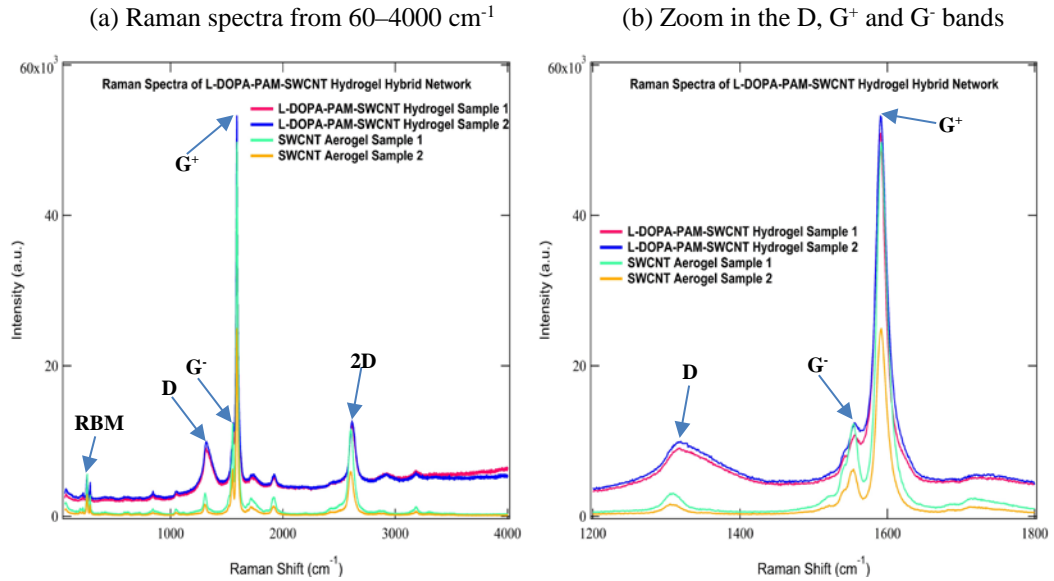 (a) Raman spectra from 60–4000 cm⁻¹
60x10³
Raman Spectra of L-DOPA-PAM-SWCNT Hydrogel Hybrid Network
L-DOPA-PAM-SWCNT Hydrogel Sample 1
L-DOPA-PAM-SWCNT Hydrogel Sample 2
SWCNT Aerogel Sample 1
SWCNT Aerogel Sample 2
G⁺
40
Intensity (a.u.)
20
G⁻
2D
D
RBM
0
1000
2000
3000
4000
Raman Shift (cm⁻¹)
(b) Zoom in the D, G⁺ and G⁻ bands
60x10³
Raman Spectra of L-DOPA-PAM-SWCNT Hydrogel Hybrid Network
G⁺
40
L-DOPA-PAM-SWCNT Hydrogel Sample 1
L-DOPA-PAM-SWCNT Hydrogel Sample 2
SWCNT Aerogel Sample 1
SWCNT Aerogel Sample 2
Intensity (a.u.)
20
D
G⁻
0
1200
1400
1600
1800
Raman Shift (cm⁻¹)